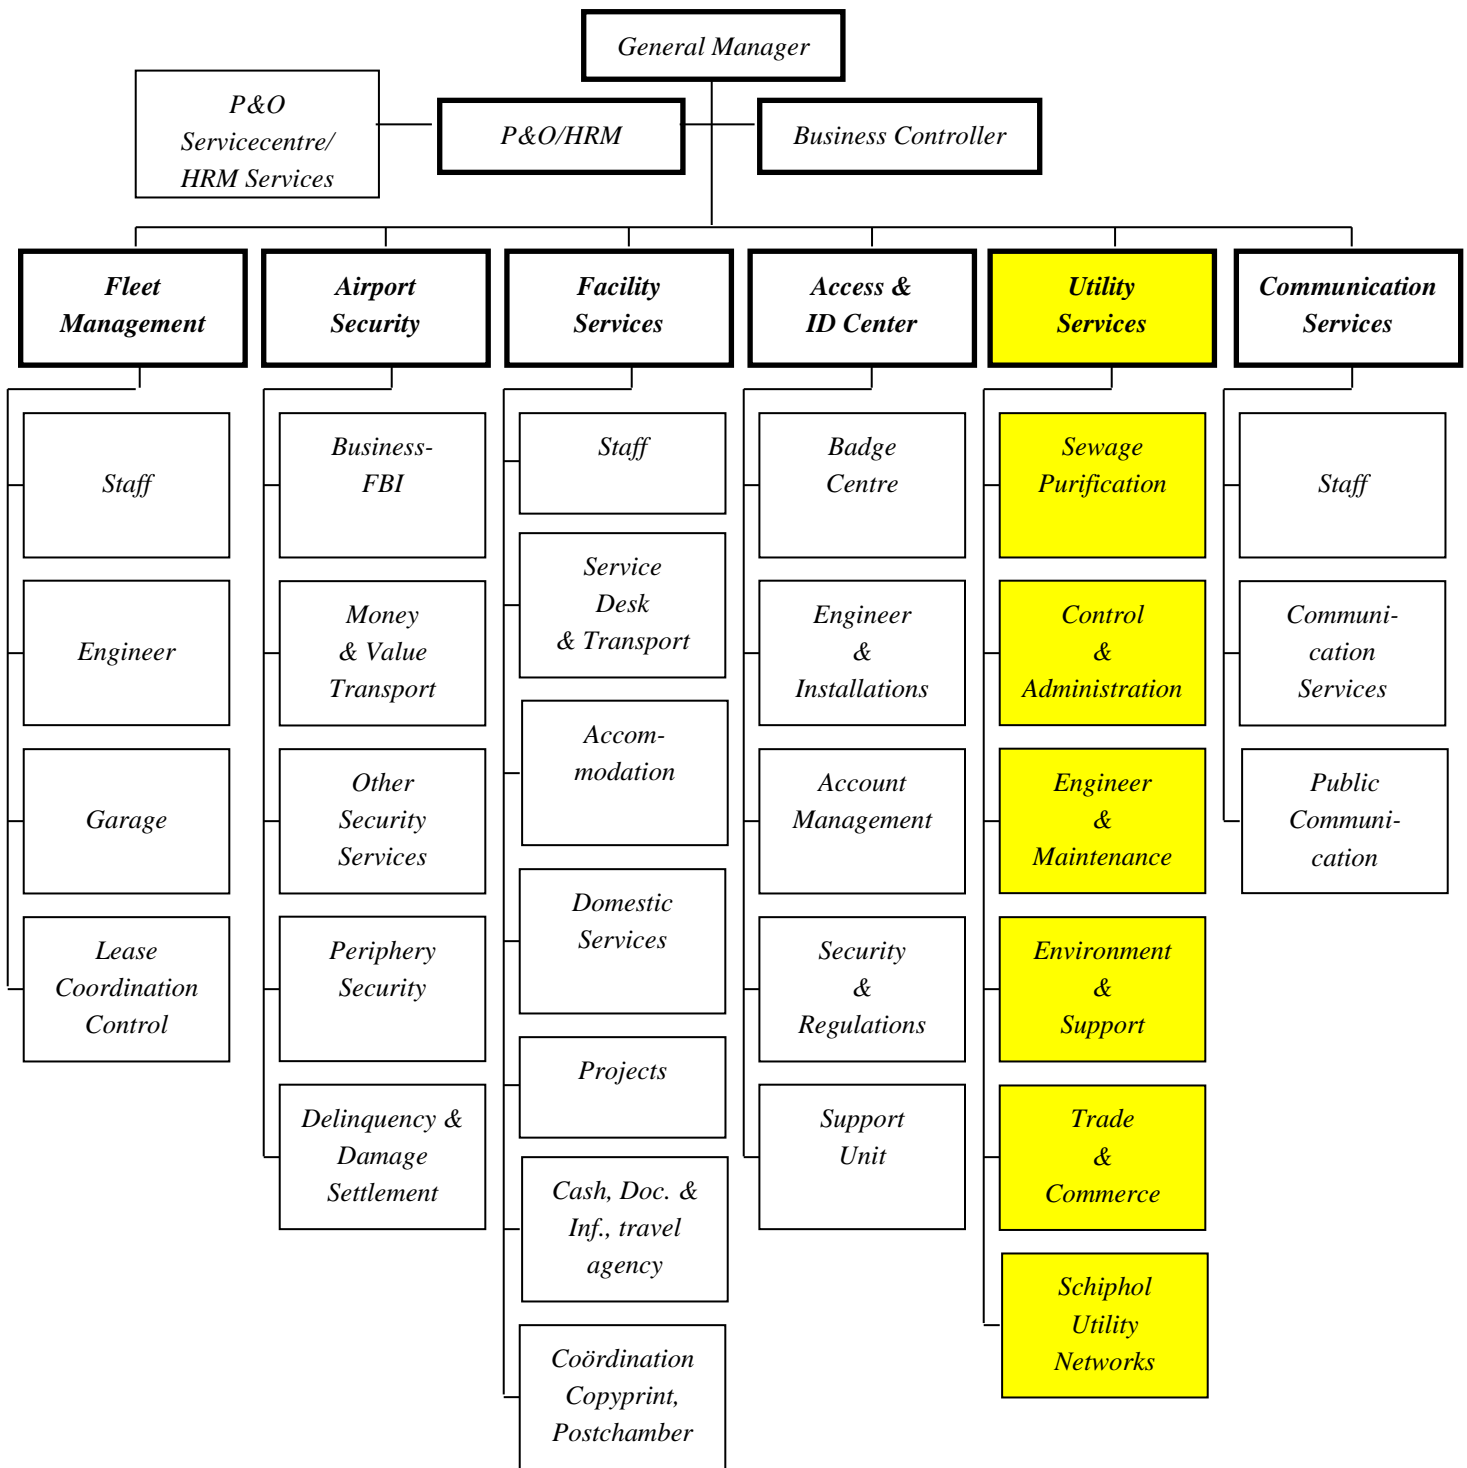 General Manager
P&O
Servicecentre/
HRM Services
P&O/HRM
Business Controller
Fleet
Management
Airport
Security
Facility
Services
Access &
ID Center
Utility
Services
Communication
Services
Staff
Engineer
Garage
Lease
Coordination
Control
Business-
FBI
Money
& Value
Transport
Other
Security
Services
Periphery
Security
Delinquency &
Damage
Settlement
Staff
Service
Desk
& Transport
Accom-
modation
Domestic
Services
Projects
Cash, Doc. &
Inf., travel
agency
Coördination
Copyprint,
Postchamber
Badge
Centre
Engineer
&
Installations
Account
Management
Security
&
Regulations
Support
Unit
Sewage
Purification
Control
&
Administration
Engineer
&
Maintenance
Environment
&
Support
Trade
&
Commerce
Schiphol
Utility
Networks
Staff
Communi-
cation
Services
Public
Communi-
cation